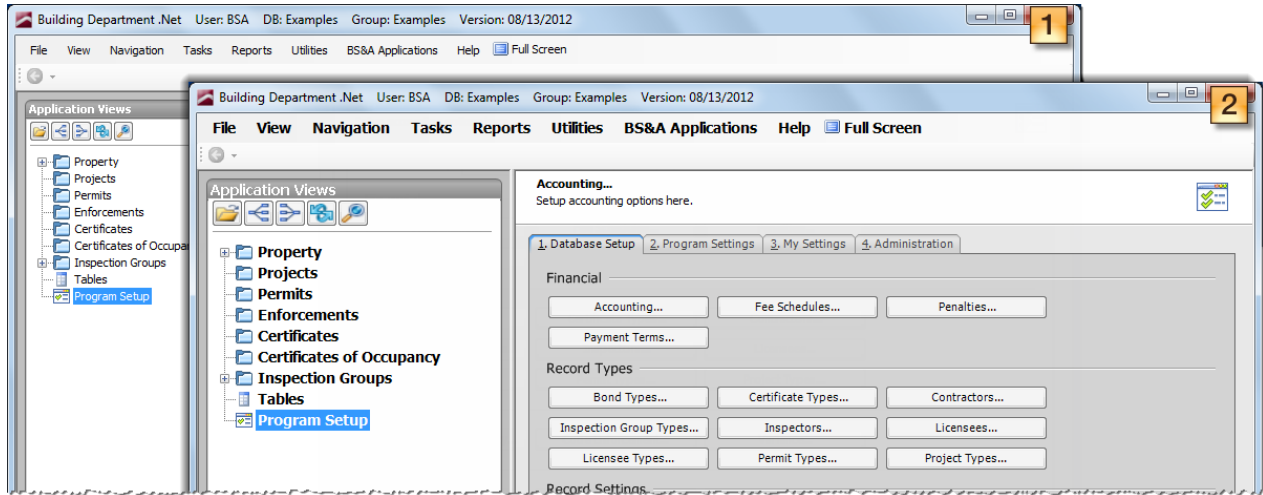 Building Department .Net User: BSA DB: Examples Group: Examples Version: 08/13/2012
1
File View Navigation Tasks Reports Utilities BS&A Applications Help Full Screen
Application Views
Property
Projects
Permits
Enforcements
Certificates
Certificates of Occupa
Inspection Groups
Tables
Program Setup
Building Department .Net User: BSA DB: Examples Group: Examples Version: 08/13/2012
2
File View Navigation Tasks Reports Utilities BS&A Applications Help Full Screen
Application Views
Property
Projects
Permits
Enforcements
Certificates
Certificates of Occupancy
Inspection Groups
Tables
Program Setup
Accounting...
Setup accounting options here.
1. Database Setup 2. Program Settings 3. My Settings 4. Administration
Financial
Accounting... Fee Schedules... Penalties...
Payment Terms...
Record Types
Bond Types... Certificate Types... Contractors...
Inspection Group Types... Inspectors... Licensees...
Licensee Types... Permit Types... Project Types...
Record Settings